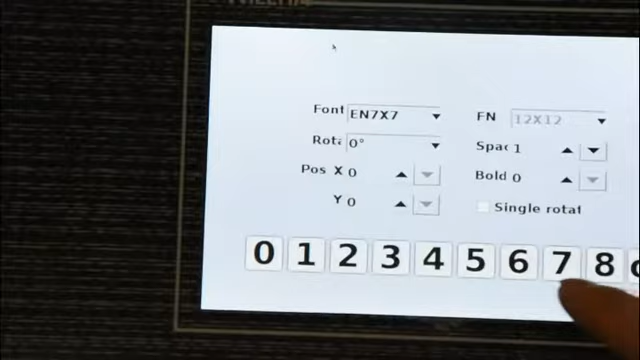 Font EN7X7 FN 12X12
Rota 0° Spac 1
Pos X 0 Bold 0
Y 0 Single rotat
0 1 2 3 4 5 6 7 8